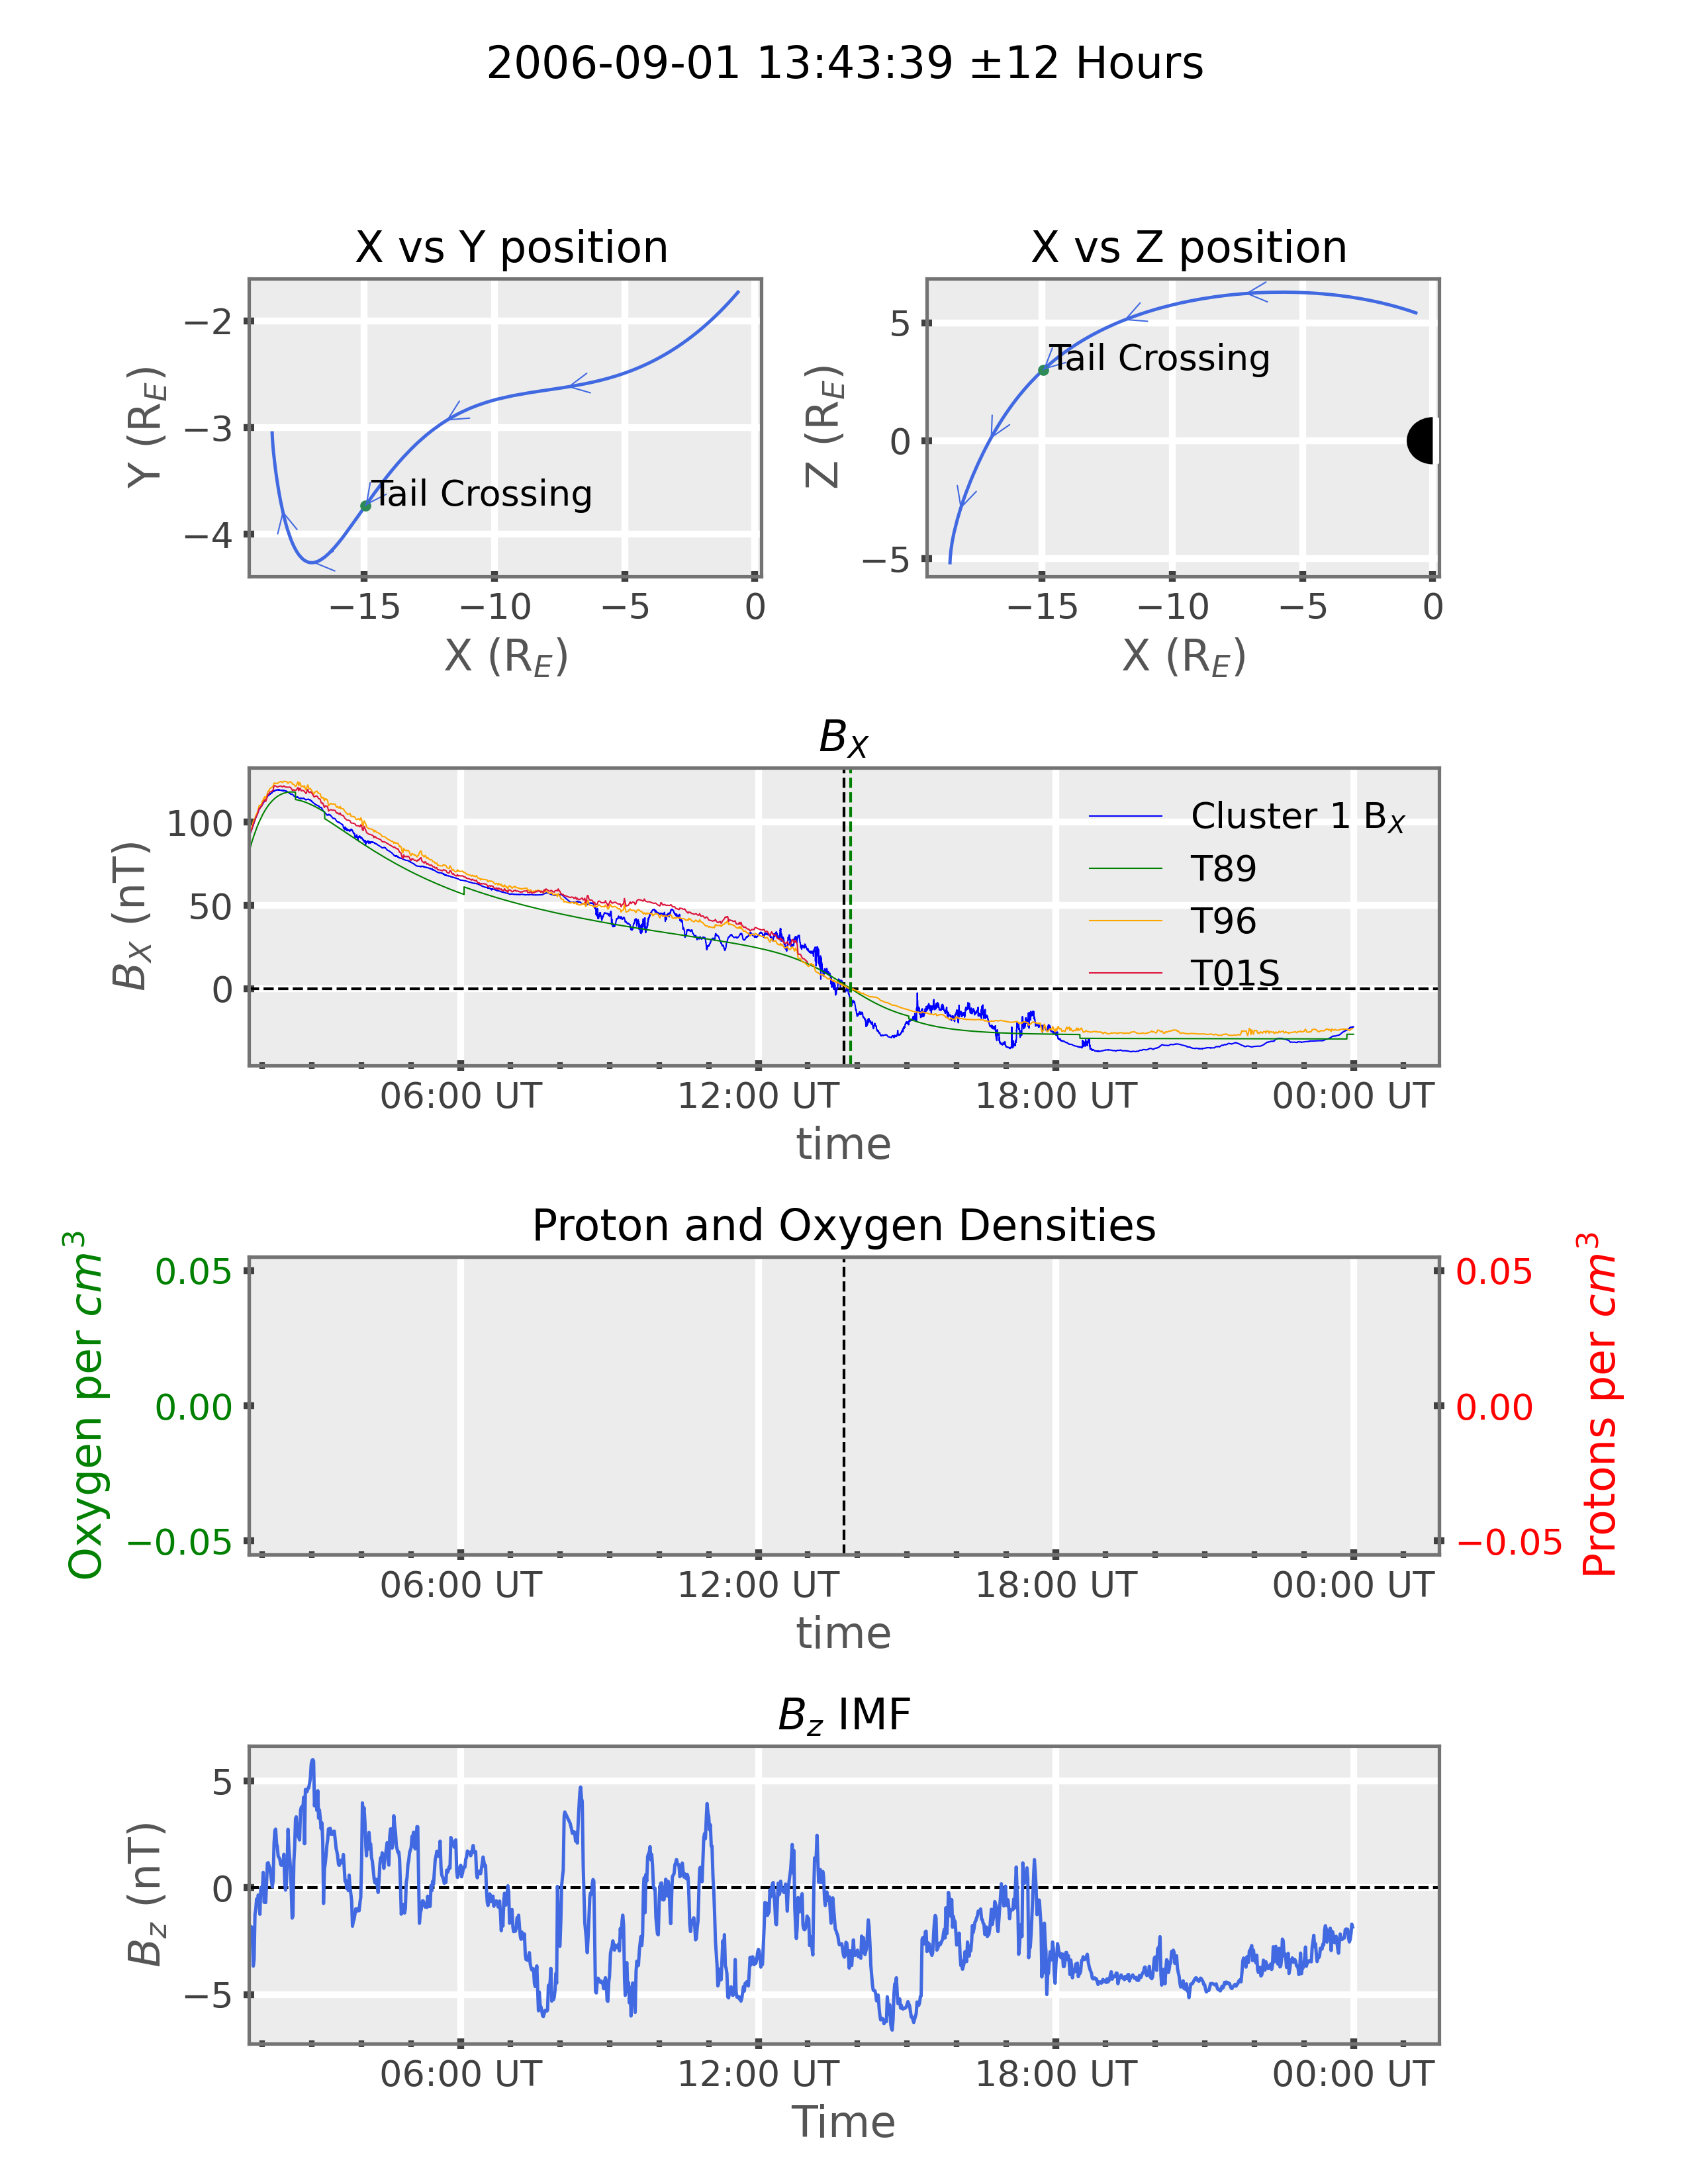 2006-09-01 13:43:39 ±12 Hours
X vs Y position
Y (R_E)
−2
−3
−4
Tail Crossing
−15 −10 −5 0
X (R_E)
X vs Z position
Z (R_E)
5
0
−5
Tail Crossing
−15 −10 −5 0
X (R_E)
B_X
B_X (nT)
100
50
0
Cluster 1 B_X
T89
T96
T01S
06:00 UT 12:00 UT 18:00 UT 00:00 UT
time
Proton and Oxygen Densities
Oxygen per cm³
0.05
0.00
−0.05
0.05
0.00
−0.05
Protons per cm³
06:00 UT 12:00 UT 18:00 UT 00:00 UT
time
B_z IMF
B_z (nT)
5
0
−5
06:00 UT 12:00 UT 18:00 UT 00:00 UT
Time